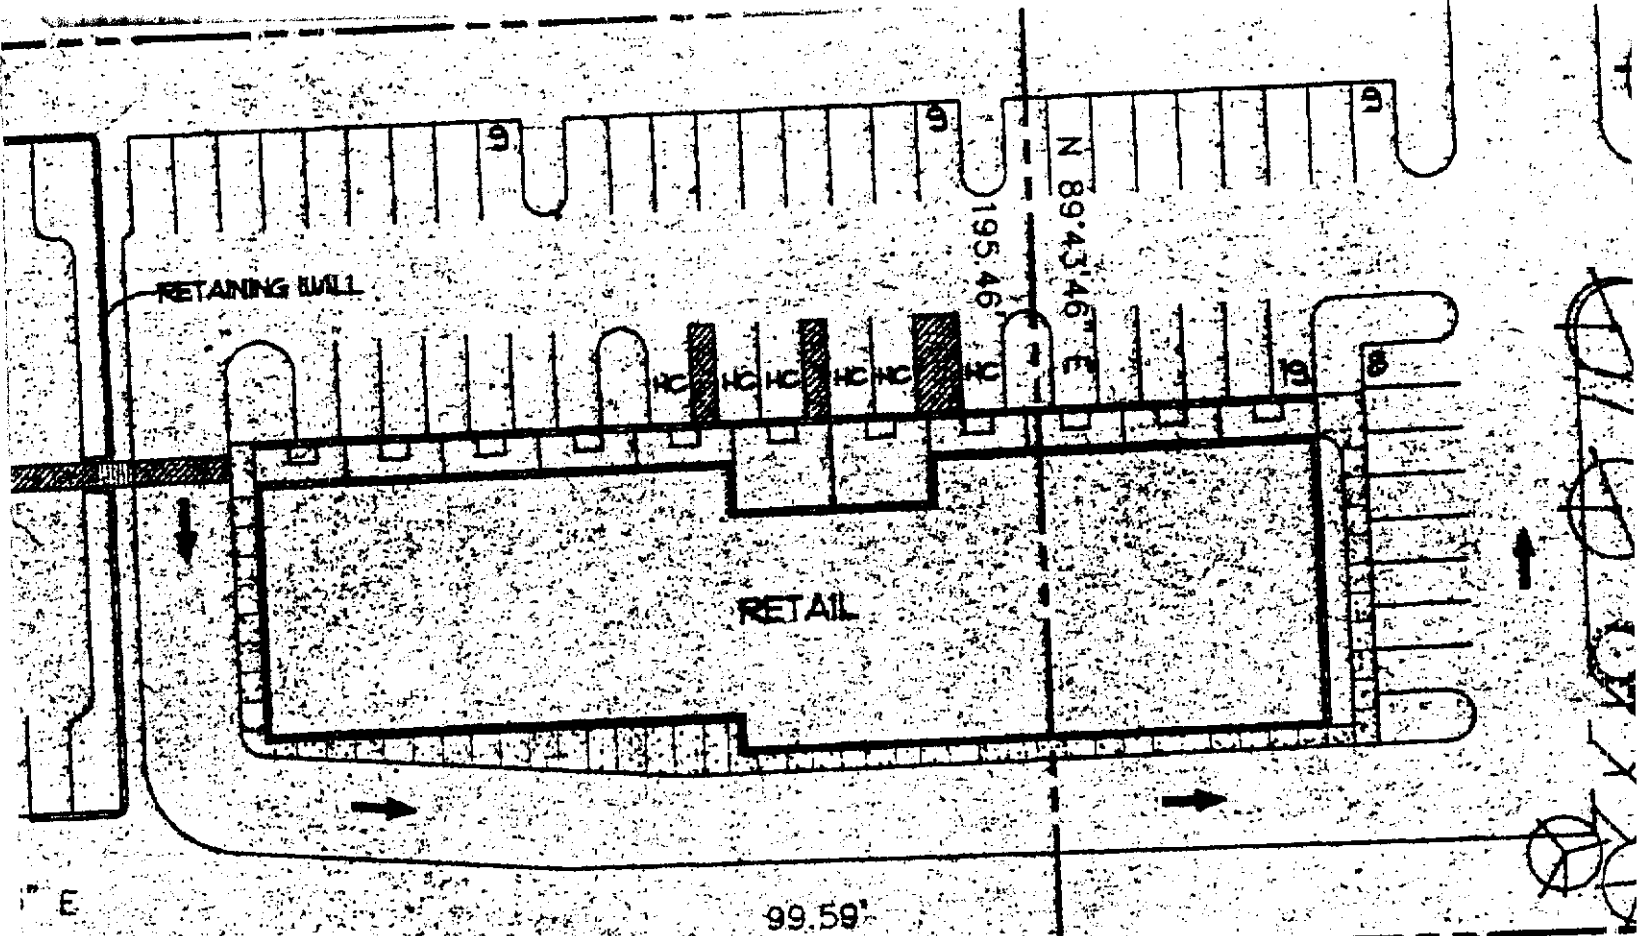 9
9
9
N 89°43'46" E
195.46'
RETAINING WALL
HC
HC
HC
HC
HC
HC
19
8
RETAIL
" E
99.59'